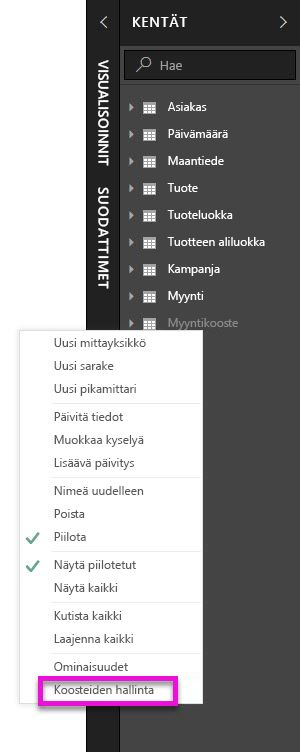 KENTÄT
VISUALISOINNIT
SUODATTIMET
Hae
Asiakas
Päivämäärä
Maantiede
Tuote
Tuoteluokka
Tuotteen aliluokka
Kampanja
Myynti
Myyntikooste
Uusi mittayksikkö
Uusi sarake
Uusi pikamittari
Päivitä tiedot
Muokkaa kyselyä
Lisäävä päivitys
Nimeä uudelleen
Poista
Piilota
Näytä piilotetut
Näytä kaikki
Kutista kaikki
Laajenna kaikki
Ominaisuudet
Koosteiden hallinta